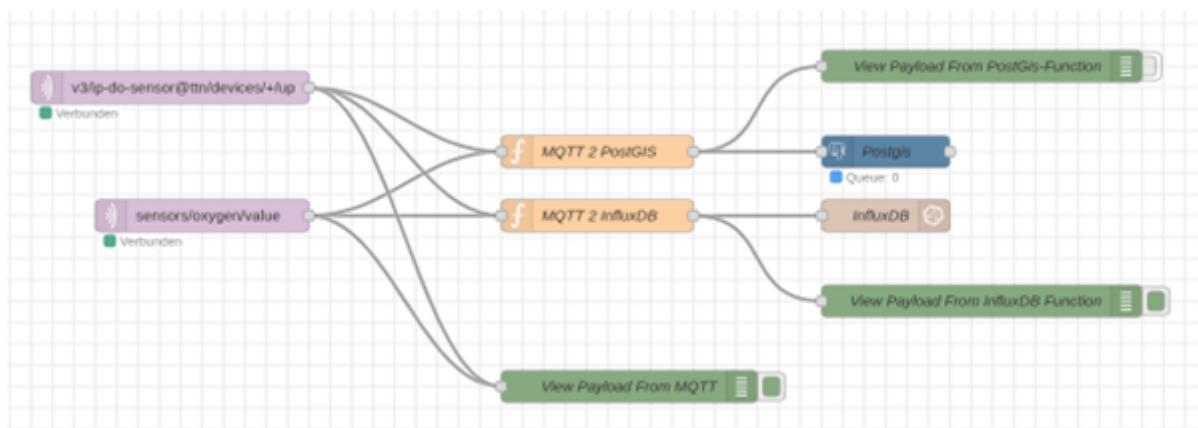 v3/ip-do-sensor@ttn/devices/+/up
Verbunden
sensors/oxygen/value
Verbunden
MQTT 2 PostGIS
MQTT 2 InfluxDB
View Payload From MQTT
View Payload From PostGis-Function
Postgis
Queue: 0
InfluxDB
View Payload From InfluxDB Function